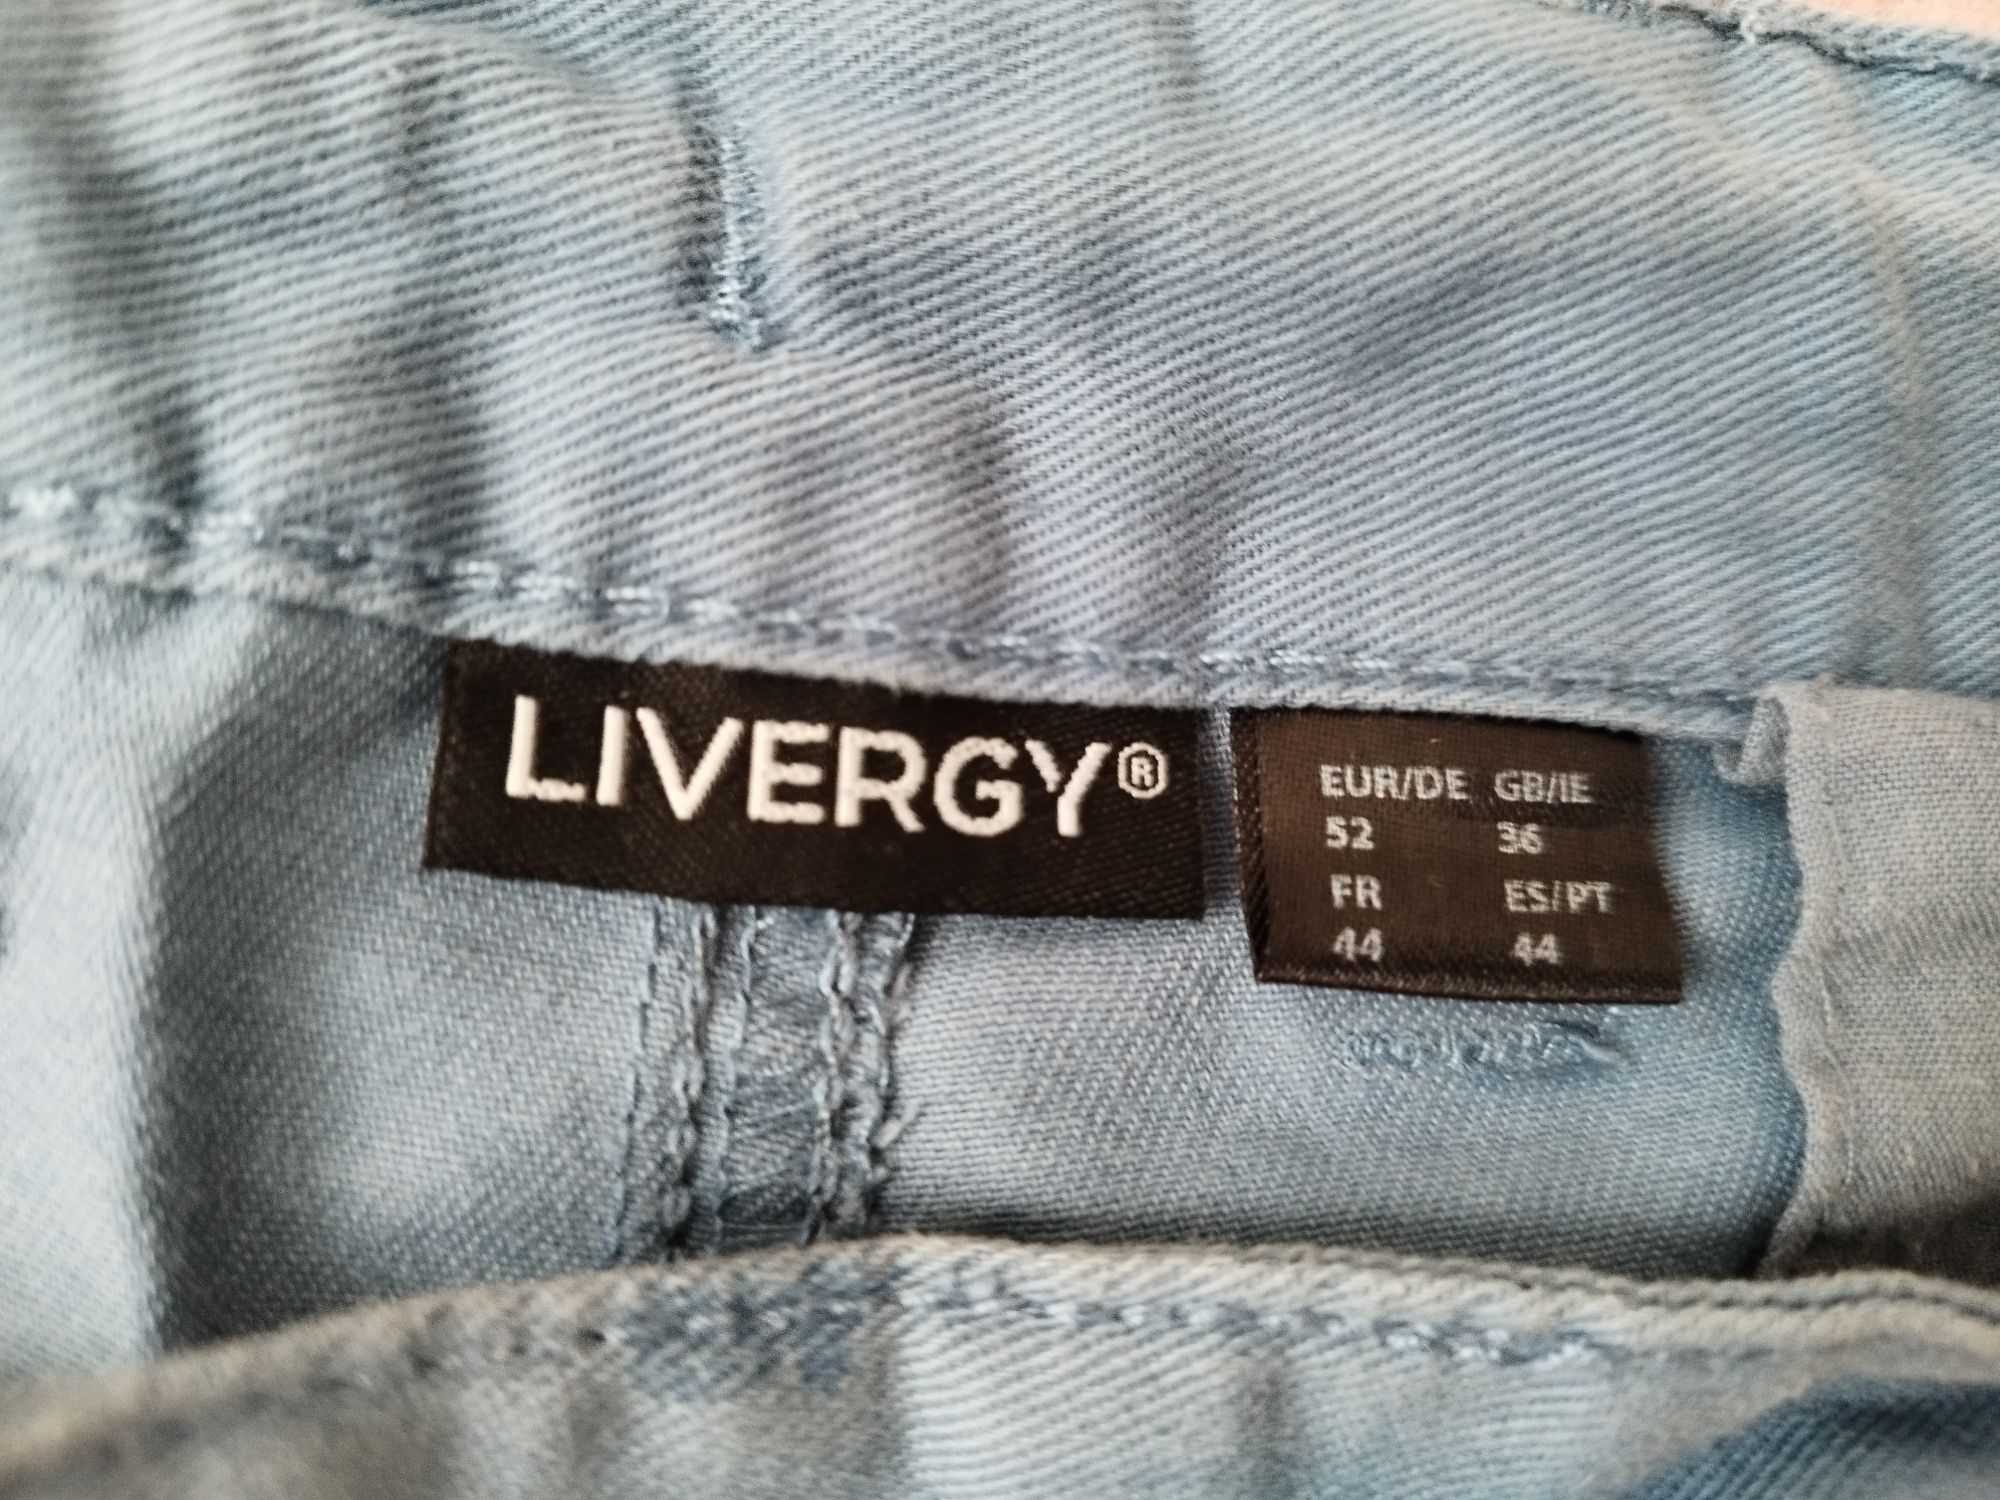 LIVERGY®
EUR/DE GB/IE
52 36
FR ES/PT
44 44